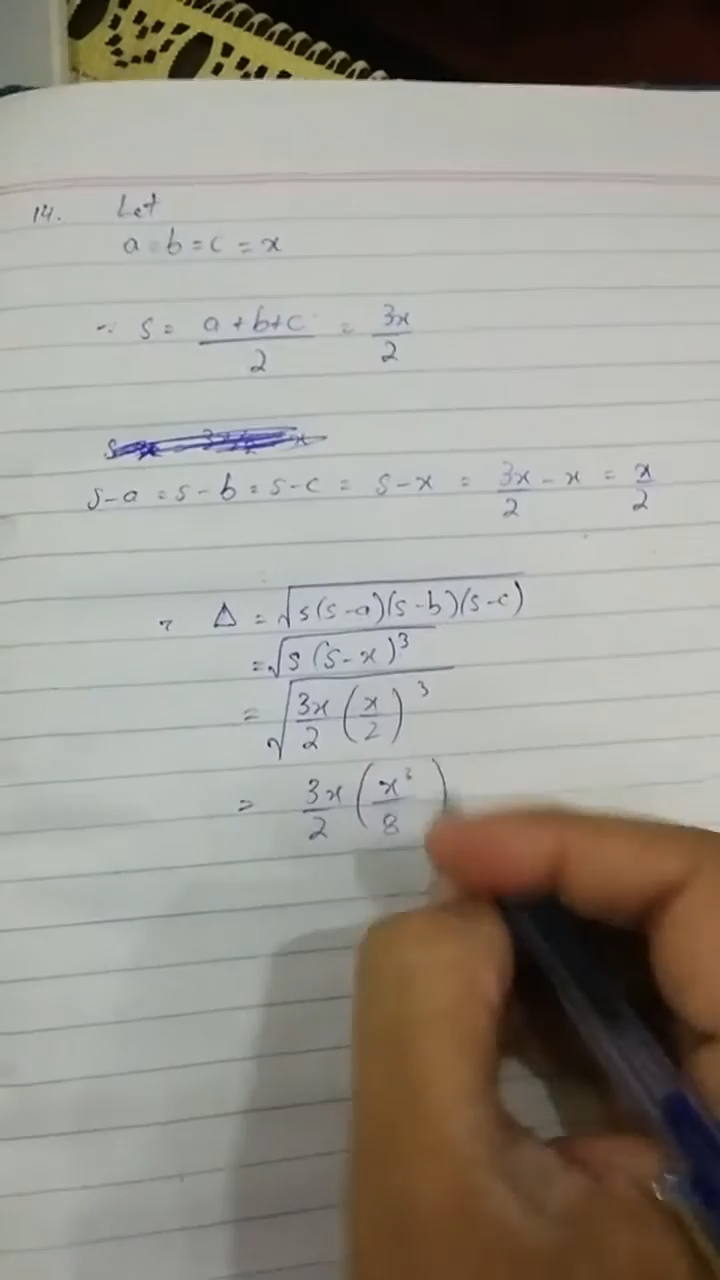 14. Let
a = b = c = x
∵ s = a+b+c/2 = 3x/2
s-a = s-b = s-c = s-x = 3x/2 - x = x/2
∵ Δ = √s(s-a)(s-b)(s-c)
= √s(s-x)³
= √3x/2 (x/2)³
= 3x/2 (x³/8)